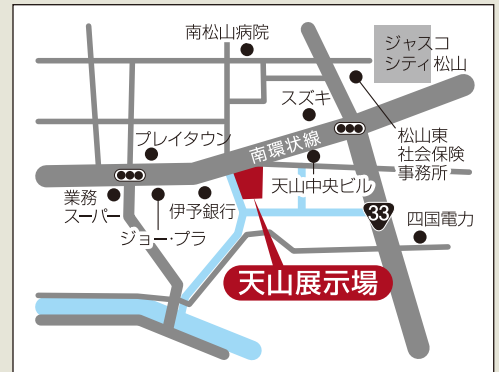 南松山病院
ジャスコ
シティ松山
スズキ
松山東
社会保険
事務所
プレイタウン
南環状線
天山中央ビル
業務
スーパー
ジョー・プラ
伊予銀行
33
四国電力
天山展示場